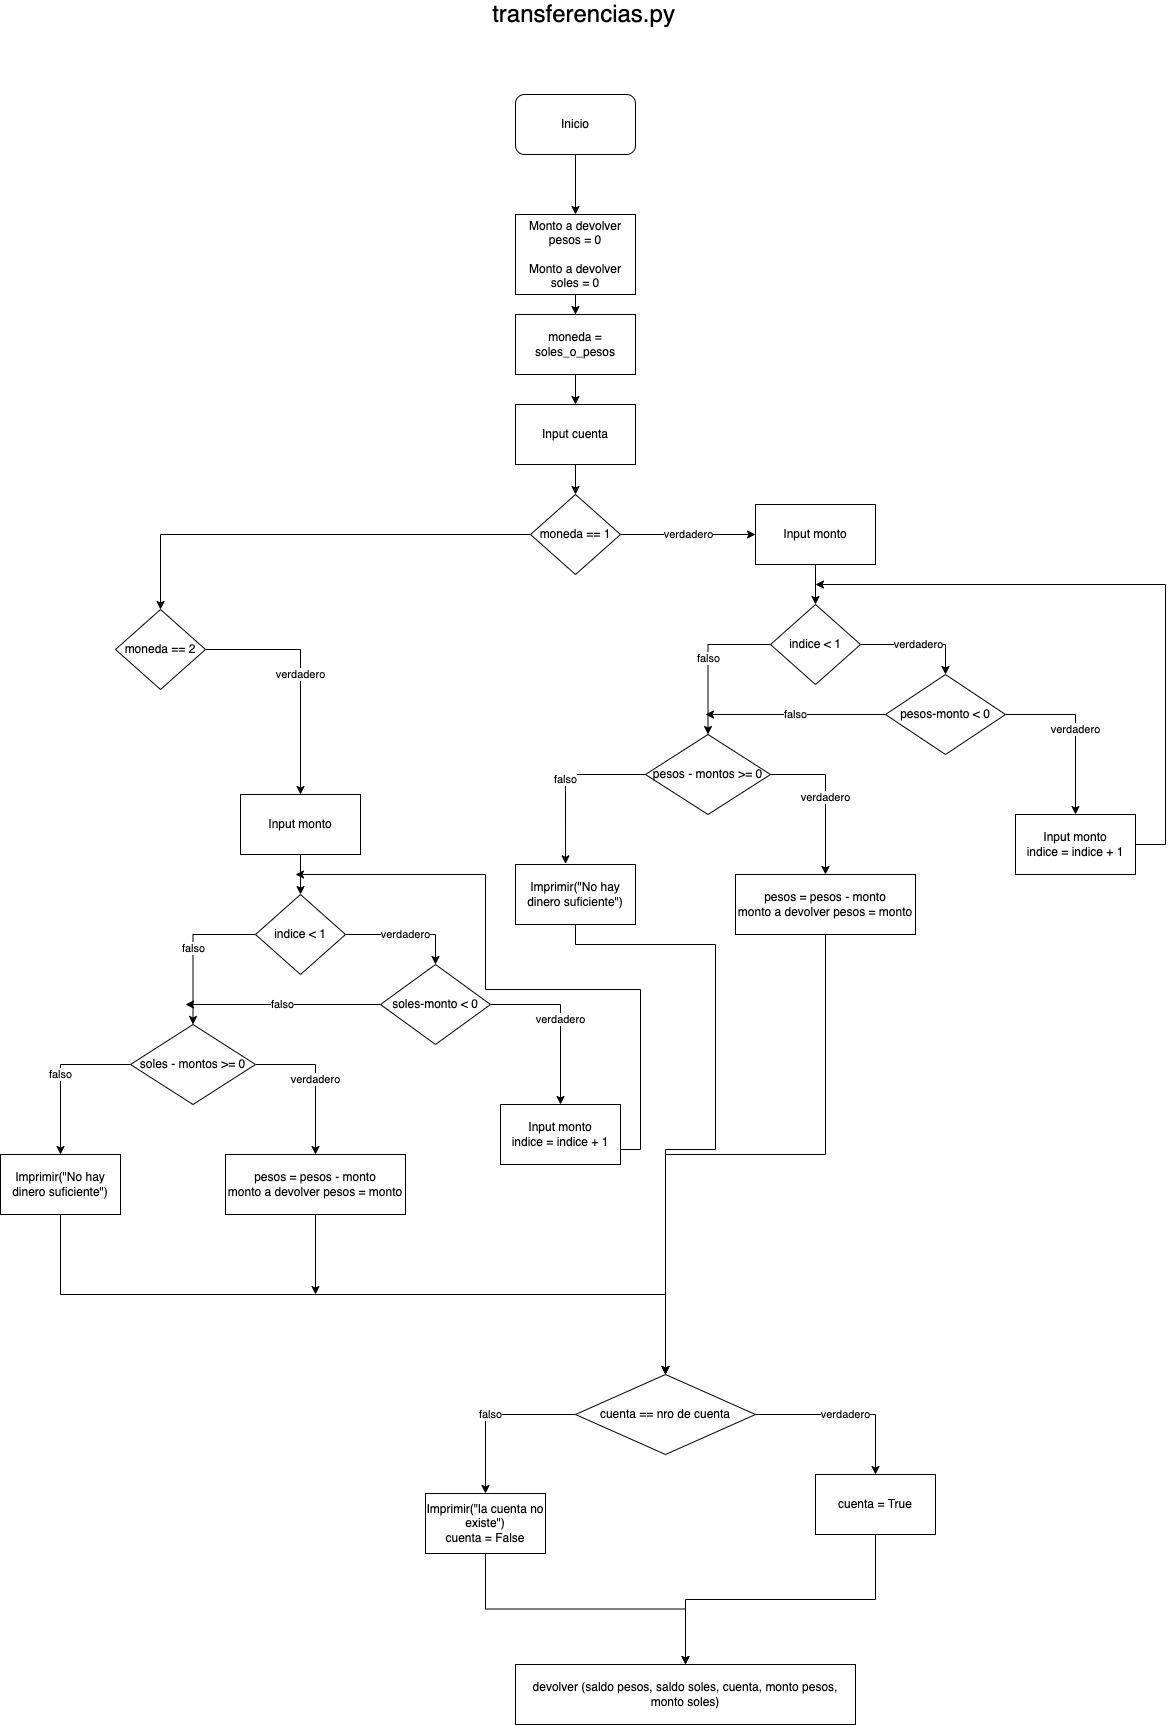 transferencias.py
Inicio
Monto a devolver
pesos = 0
Monto a devolver
soles = 0
moneda =
soles_o_pesos
Input cuenta
moneda == 1
verdadero
Input monto
indice < 1
verdadero
falso
pesos-monto < 0
falso
verdadero
pesos - montos >= 0
falso
verdadero
Input monto
indice = indice + 1
Imprimir("No hay
dinero suficiente")
pesos = pesos - monto
monto a devolver pesos = monto
moneda == 2
verdadero
Input monto
indice < 1
verdadero
falso
soles-monto < 0
falso
verdadero
soles - montos >= 0
falso
verdadero
Input monto
indice = indice + 1
Imprimir("No hay
dinero suficiente")
pesos = pesos - monto
monto a devolver pesos = monto
cuenta == nro de cuenta
falso
verdadero
Imprimir("la cuenta no
existe")
cuenta = False
cuenta = True
devolver (saldo pesos, saldo soles, cuenta, monto pesos,
monto soles)